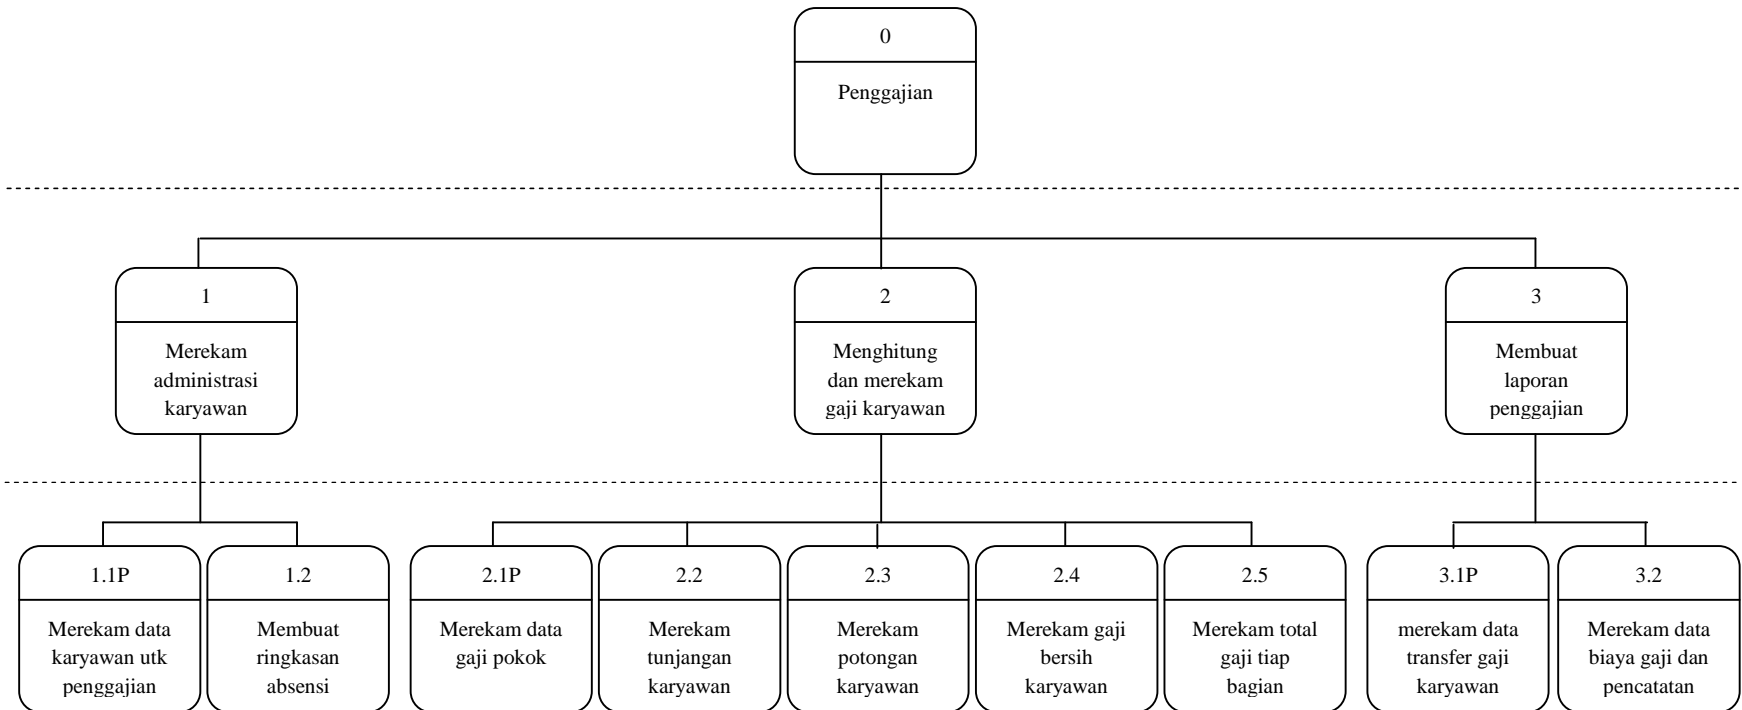 0
Penggajian
1
Merekam
administrasi
karyawan
2
Menghitung
dan merekam
gaji karyawan
3
Membuat
laporan
penggajian
1.1P
Merekam data
karyawan utk
penggajian
1.2
Membuat
ringkasan
absensi
2.1P
Merekam data
gaji pokok
2.2
Merekam
tunjangan
karyawan
2.3
Merekam
potongan
karyawan
2.4
Merekam gaji
bersih
karyawan
2.5
Merekam total
gaji tiap
bagian
3.1P
merekam data
transfer gaji
karyawan
3.2
Merekam data
biaya gaji dan
pencatatan